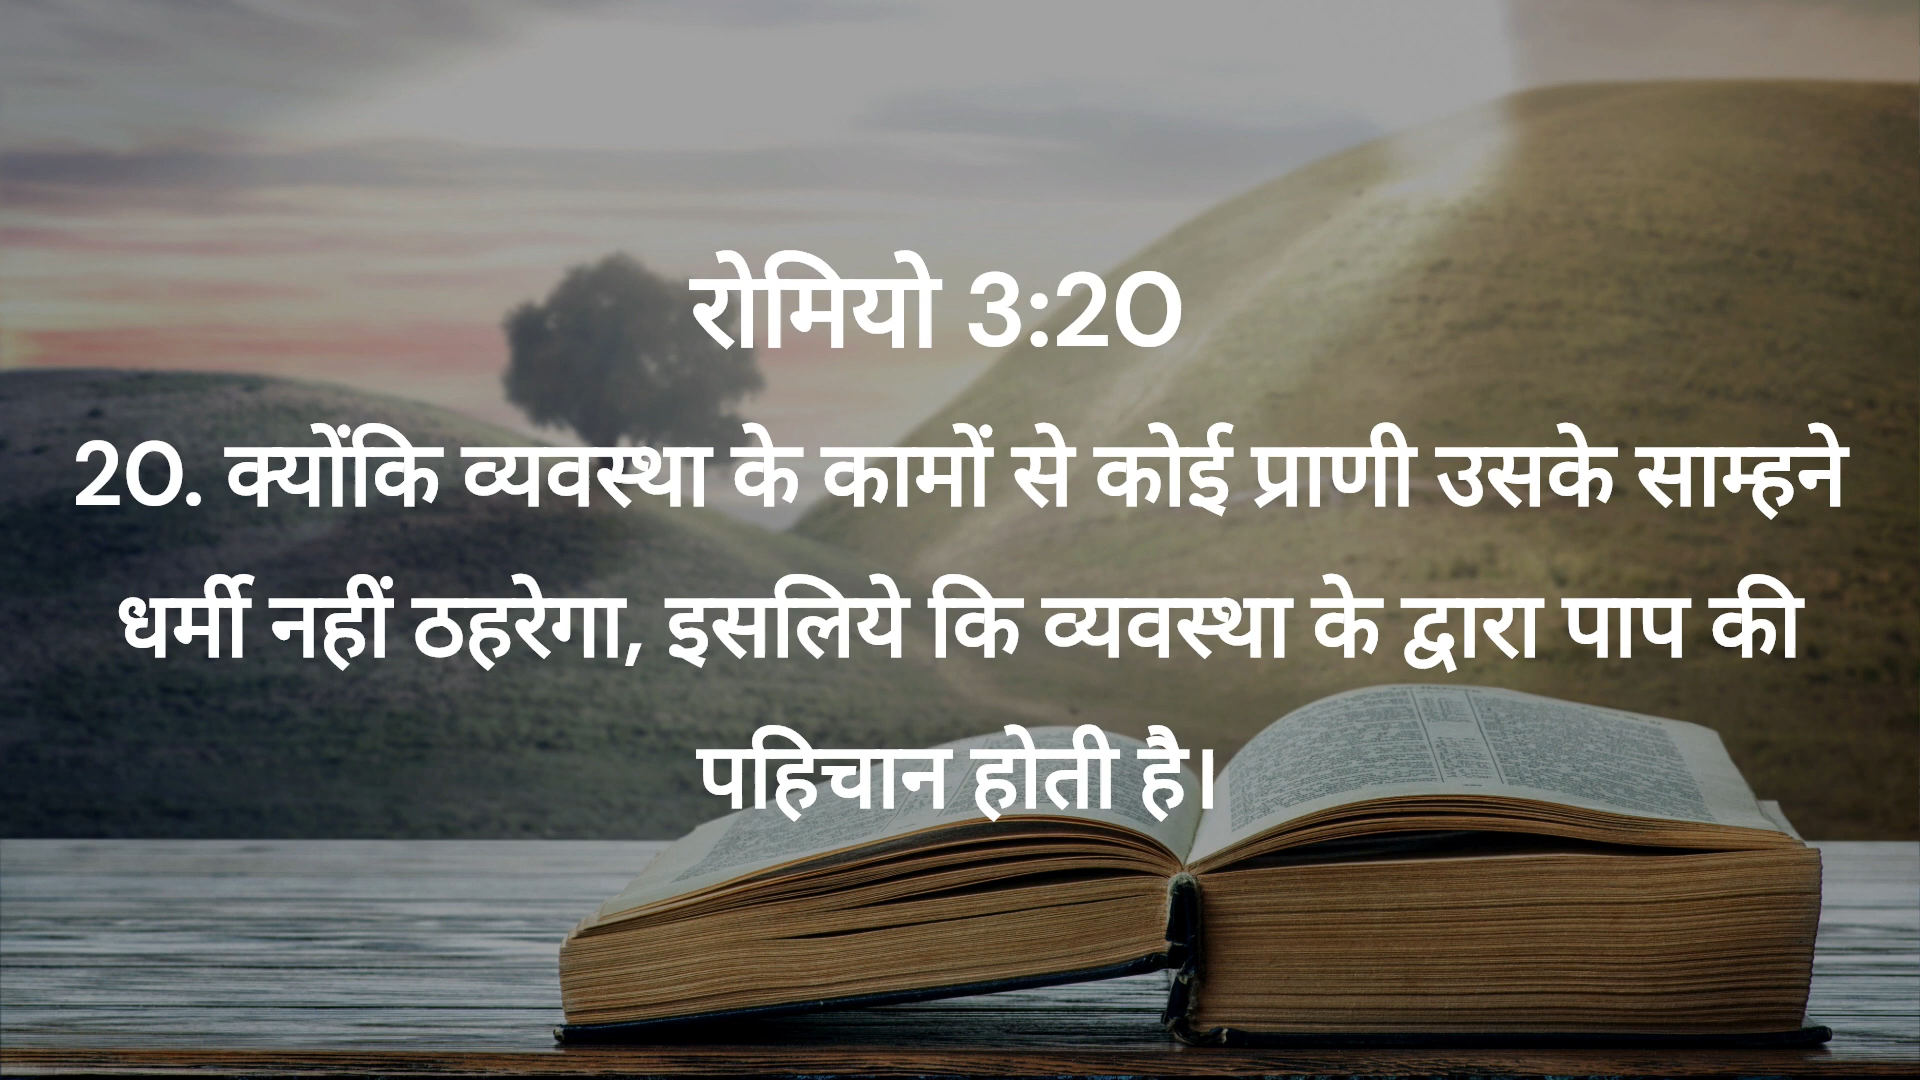 रोमियो 3:20
20. क्योंकि व्यवस्था के कामों से कोई प्राणी उसके साम्हने
धर्मी नहीं ठहरेगा, इसलिये कि व्यवस्था के द्वारा पाप की
पहिचान होती है।